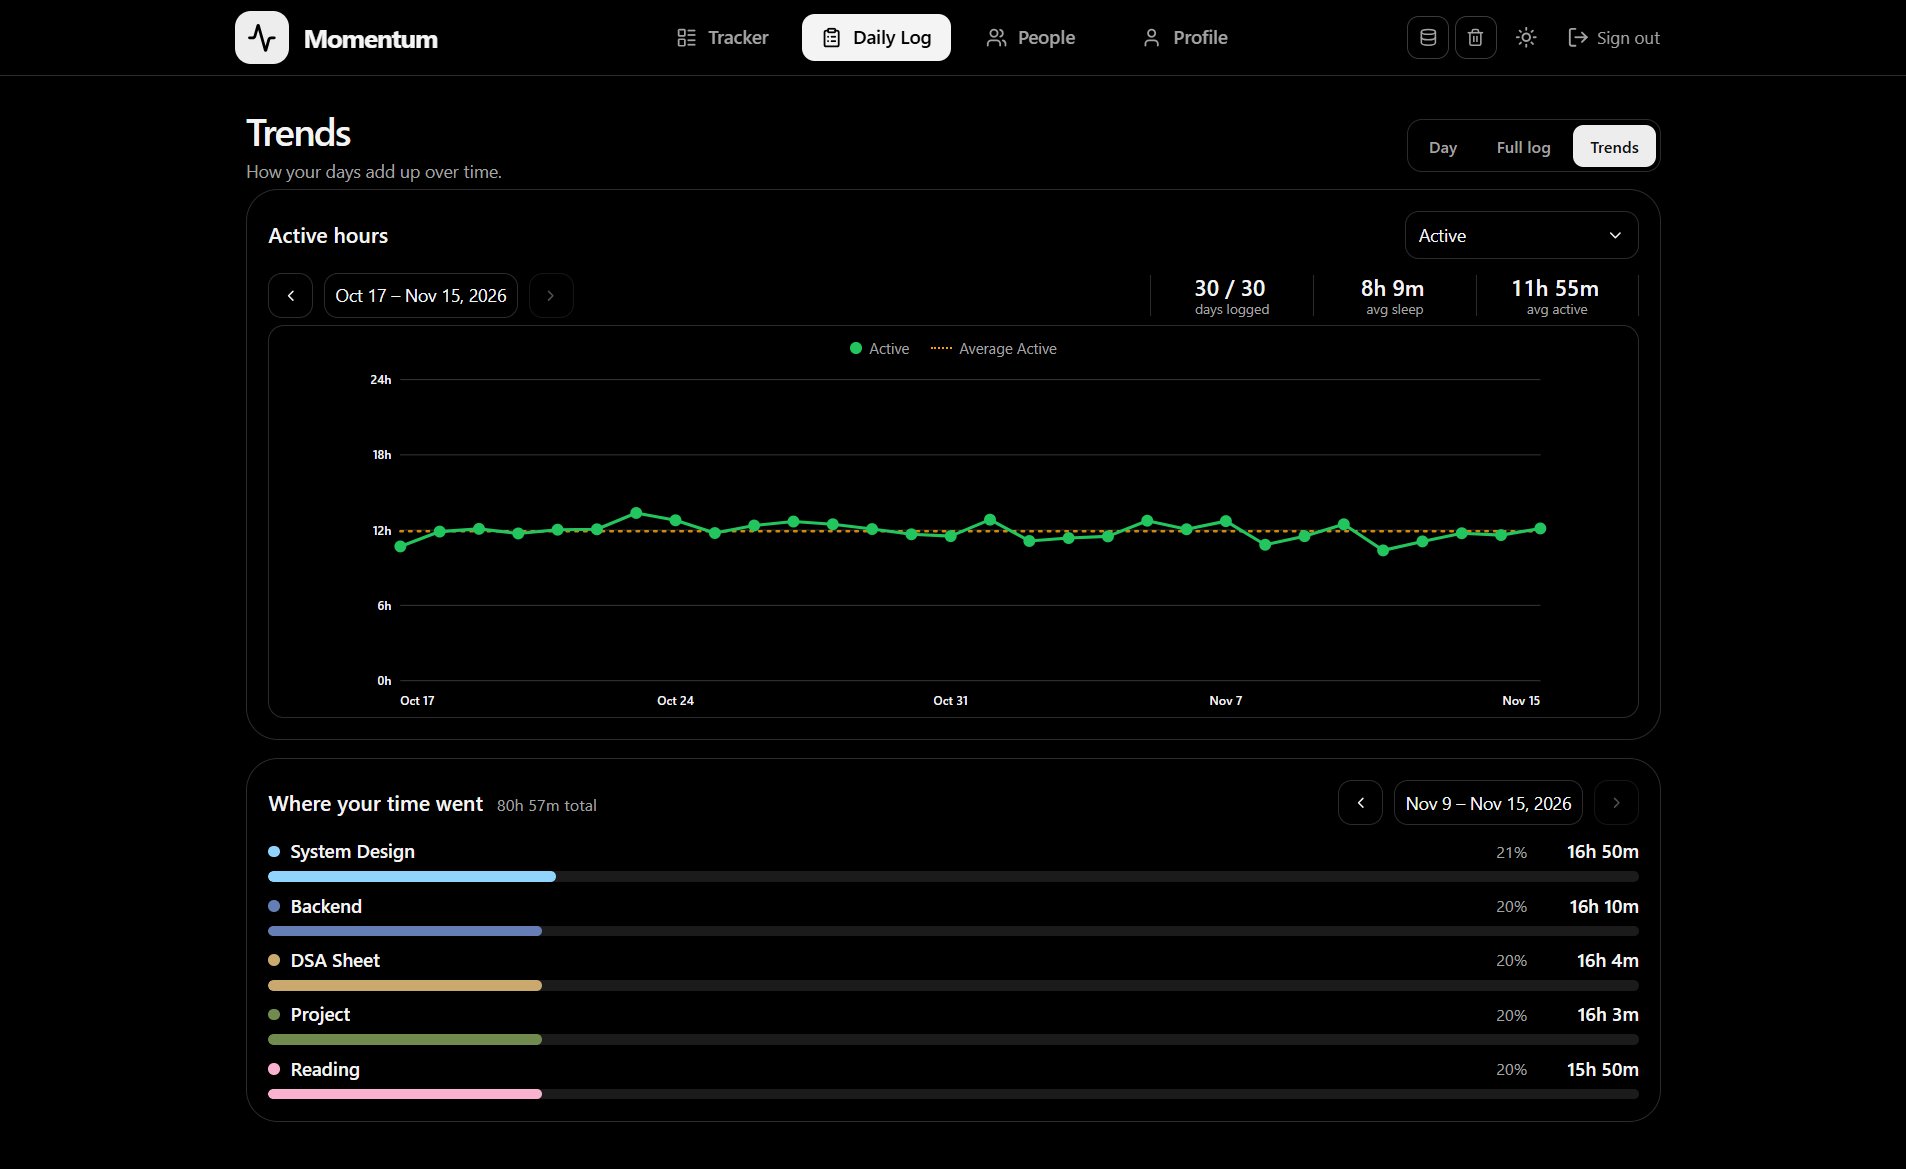 Momentum
Tracker
Daily Log
People
Profile
Sign out
Trends
How your days add up over time.
Day
Full log
Trends
Active hours
Active
Oct 17 – Nov 15, 2026
30 / 30
days logged
8h 9m
avg sleep
11h 55m
avg active
Active
Average Active
24h
18h
12h
6h
0h
Oct 17
Oct 24
Oct 31
Nov 7
Nov 15
Where your time went 80h 57m total
Nov 9 – Nov 15, 2026
System Design 21% 16h 50m
Backend 20% 16h 10m
DSA Sheet 20% 16h 4m
Project 20% 16h 3m
Reading 20% 15h 50m